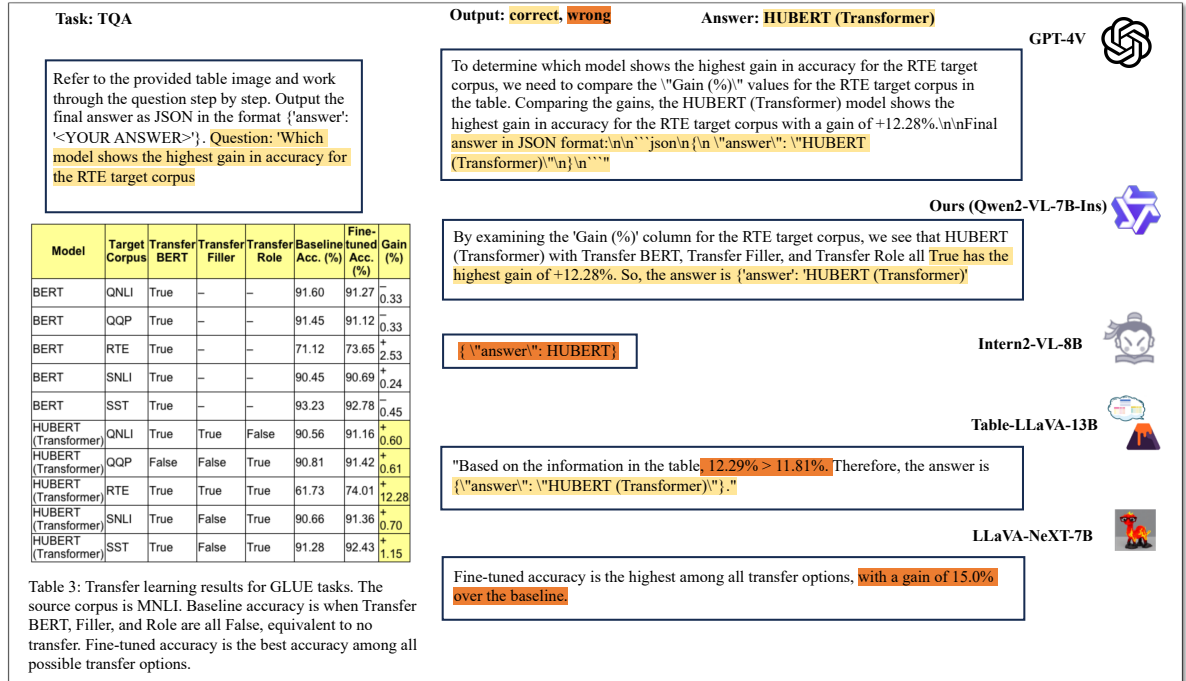 Task: TQA
Output: correct, wrong
Answer: HUBERT (Transformer)
Refer to the provided table image and work
through the question step by step. Output the
final answer as JSON in the format {'answer':
'<YOUR ANSWER>'}. Question: 'Which
model shows the highest gain in accuracy for
the RTE target corpus
Model Target Corpus Transfer BERT Transfer Filler Transfer Role Baseline Acc. (%) Fine-tuned Acc. (%) Gain (%)
BERT QNLI True – – 91.60 91.27 – 0.33
BERT QQP True – – 91.45 91.12 – 0.33
BERT RTE True – – 71.12 73.65 + 2.53
BERT SNLI True – – 90.45 90.69 + 0.24
BERT SST True – – 93.23 92.78 – 0.45
HUBERT (Transformer) QNLI True True False 90.56 91.16 + 0.60
HUBERT (Transformer) QQP False False True 90.81 91.42 + 0.61
HUBERT (Transformer) RTE True True True 61.73 74.01 + 12.28
HUBERT (Transformer) SNLI True False True 90.66 91.36 + 0.70
HUBERT (Transformer) SST True False True 91.28 92.43 + 1.15
Table 3: Transfer learning results for GLUE tasks. The
source corpus is MNLI. Baseline accuracy is when Transfer
BERT, Filler, and Role are all False, equivalent to no
transfer. Fine-tuned accuracy is the best accuracy among all
possible transfer options.
GPT-4V
To determine which model shows the highest gain in accuracy for the RTE target
corpus, we need to compare the \"Gain (%)\" values for the RTE target corpus in
the table. Comparing the gains, the HUBERT (Transformer) model shows the
highest gain in accuracy for the RTE target corpus with a gain of +12.28%.\n\nFinal
answer in JSON format:\n\n```json\n{\n \"answer\": \"HUBERT
(Transformer)\"\n}\n```"
Ours (Qwen2-VL-7B-Ins)
By examining the 'Gain (%)' column for the RTE target corpus, we see that HUBERT
(Transformer) with Transfer BERT, Transfer Filler, and Transfer Role all True has the
highest gain of +12.28%. So, the answer is {'answer': 'HUBERT (Transformer)'
Intern2-VL-8B
{ \"answer\": HUBERT}
Table-LLaVA-13B
"Based on the information in the table, 12.29% > 11.81%. Therefore, the answer is
{\"answer\": \"HUBERT (Transformer)\"}."
LLaVA-NeXT-7B
Fine-tuned accuracy is the highest among all transfer options, with a gain of 15.0%
over the baseline.